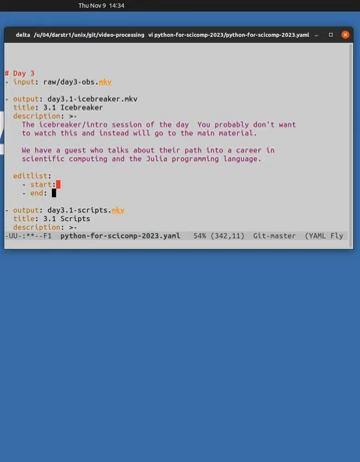 Thu Nov 9 14:34
delta /u/04/darstr1/unix/git/video-processing vi python-for-scicomp-2023/python-for-scicomp-2023.yaml
# Day 3
- input: raw/day3-obs.mkv
- output: day3.1-icebreaker.mkv
title: 3.1 Icebreaker
description: >-
The icebreaker/intro session of the day You probably don't want
to watch this and instead will go to the main material.
We have a guest who talks about their path into a career in
scientific computing and the Julia programming language.
editlist:
- start:
- end:
- output: day3.1-scripts.mkv
title: 3.1 Scripts
description: >-
-UU-:**--F1 python-for-scicomp-2023.yaml 54% (342,11) Git-master (YAML Fly